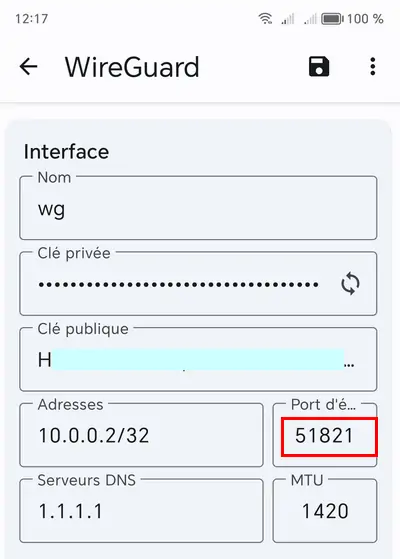 12:17 100 %
WireGuard
Interface
Nom
wg
Clé privée
••••••••••••••••••••••••••••••••••
Clé publique
H ...
Adresses Port d'é...
10.0.0.2/32 51821
Serveurs DNS MTU
1.1.1.1 1420